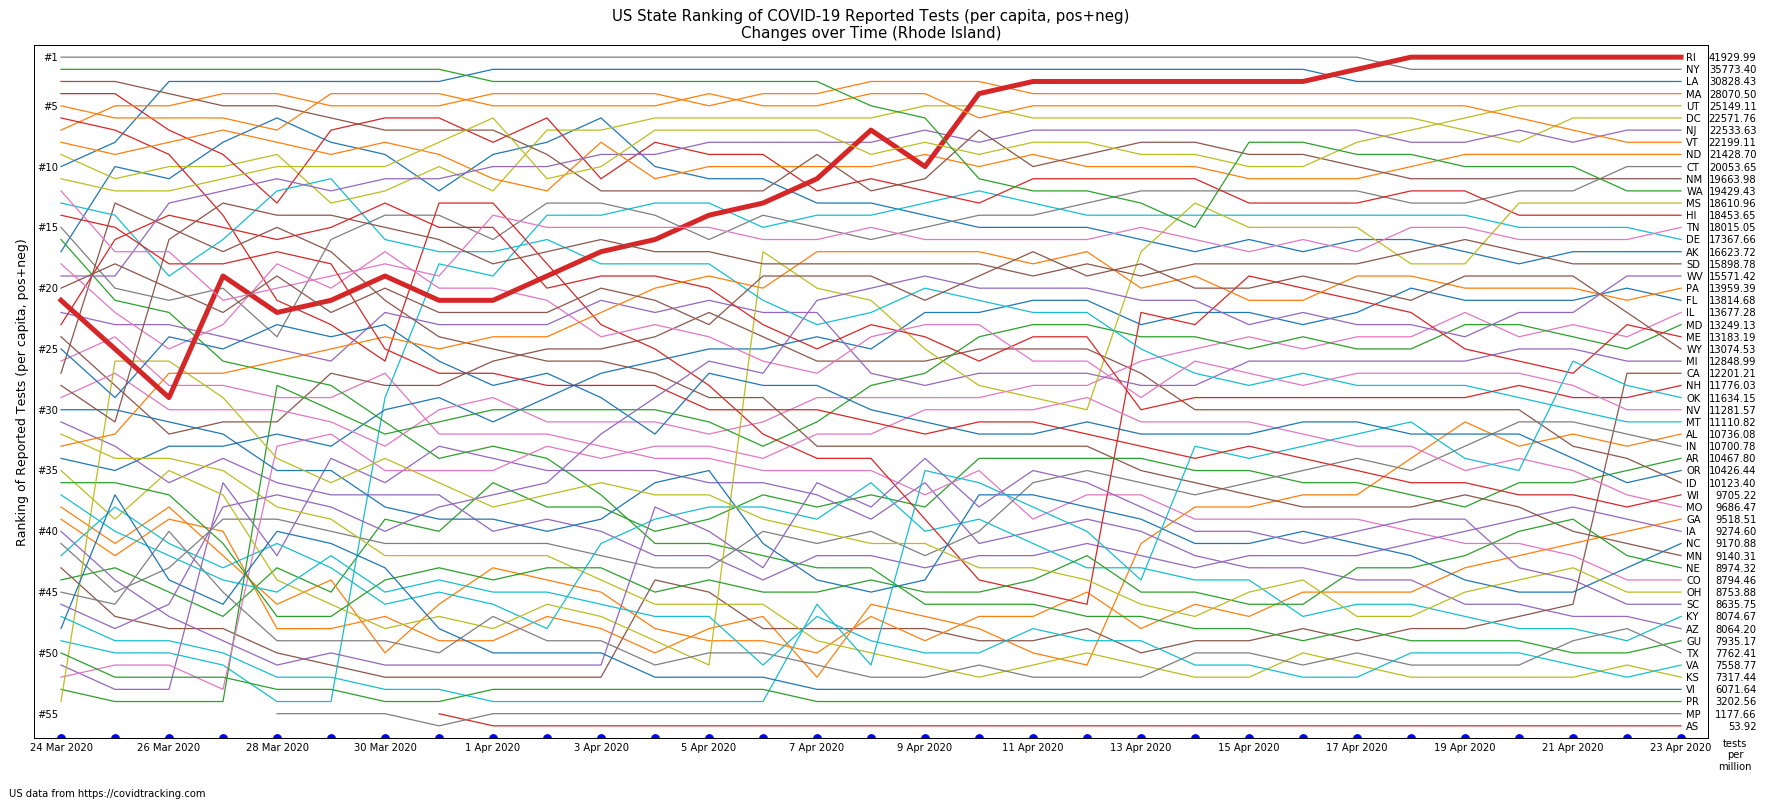 US State Ranking of COVID-19 Reported Tests (per capita, pos+neg)
Changes over Time (Rhode Island)
Ranking of Reported Tests (per capita, pos+neg)
#1
#5
#10
#15
#20
#25
#30
#35
#40
#45
#50
#55
RI 41929.99
NY 35773.40
LA 30828.43
MA 28070.50
UT 25149.11
DC 22571.76
NJ 22533.63
VT 22199.11
ND 21428.70
CT 20053.65
NM 19663.98
WA 19429.43
MS 18610.96
HI 18453.65
TN 18015.05
DE 17367.66
AK 16623.72
SD 15898.78
WV 15571.42
PA 13959.39
FL 13814.68
IL 13677.28
MD 13249.13
ME 13183.19
WY 13074.53
MI 12848.99
CA 12201.21
NH 11776.03
OK 11634.15
NV 11281.57
MT 11110.82
AL 10736.08
IN 10700.78
AR 10467.80
OR 10426.44
ID 10123.40
WI 9705.22
MO 9686.47
GA 9518.51
IA 9274.60
NC 9170.88
MN 9140.31
NE 8974.32
CO 8794.46
OH 8753.88
SC 8635.75
KY 8074.67
AZ 8064.20
GU 7935.17
TX 7762.41
VA 7558.77
KS 7317.44
VI 6071.64
PR 3202.56
MP 1177.66
AS 53.92
24 Mar 2020 26 Mar 2020 28 Mar 2020 30 Mar 2020 1 Apr 2020 3 Apr 2020 5 Apr 2020 7 Apr 2020 9 Apr 2020 11 Apr 2020 13 Apr 2020 15 Apr 2020 17 Apr 2020 19 Apr 2020 21 Apr 2020 23 Apr 2020
tests
per
million
US data from https://covidtracking.com